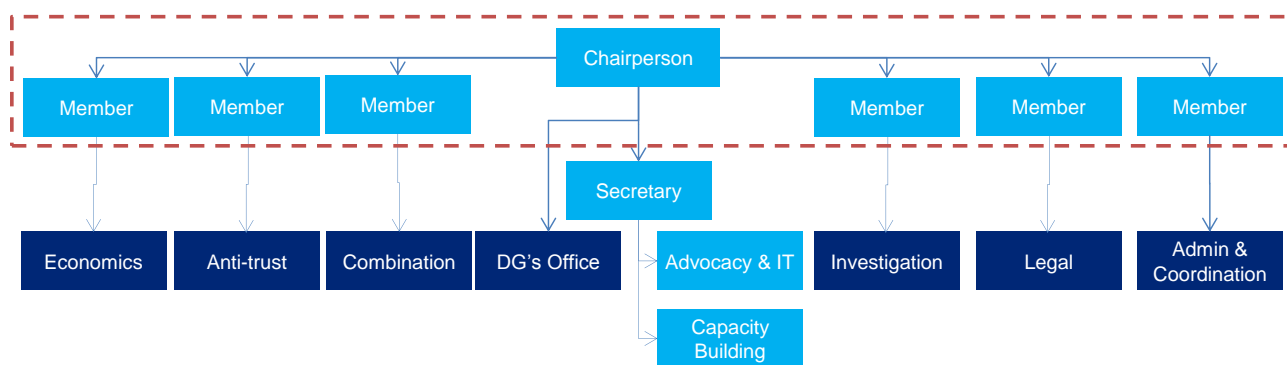 Chairperson
Member
Member
Member
Member
Member
Member
Secretary
Economics
Anti-trust
Combination
DG's Office
Advocacy & IT
Investigation
Legal
Admin &
Coordination
Capacity
Building